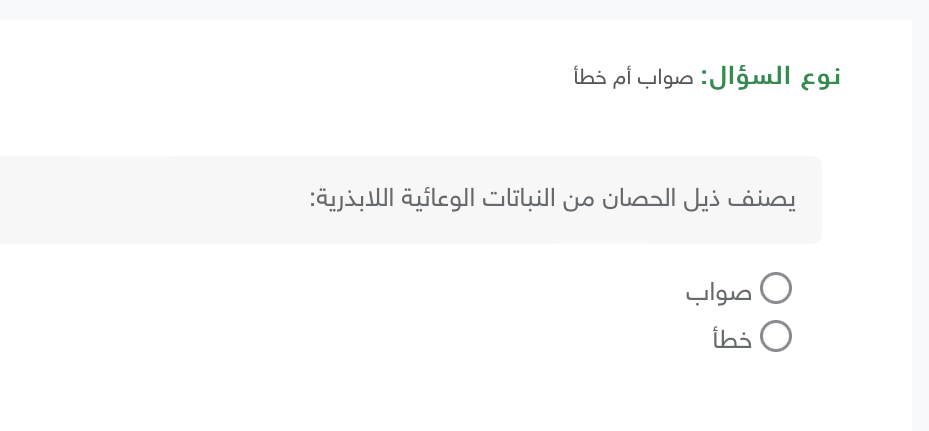 نوع السؤال: صواب أم خطأ
يصنف ذيل الحصان من النباتات الوعائية اللابذرية:
صواب
خطأ